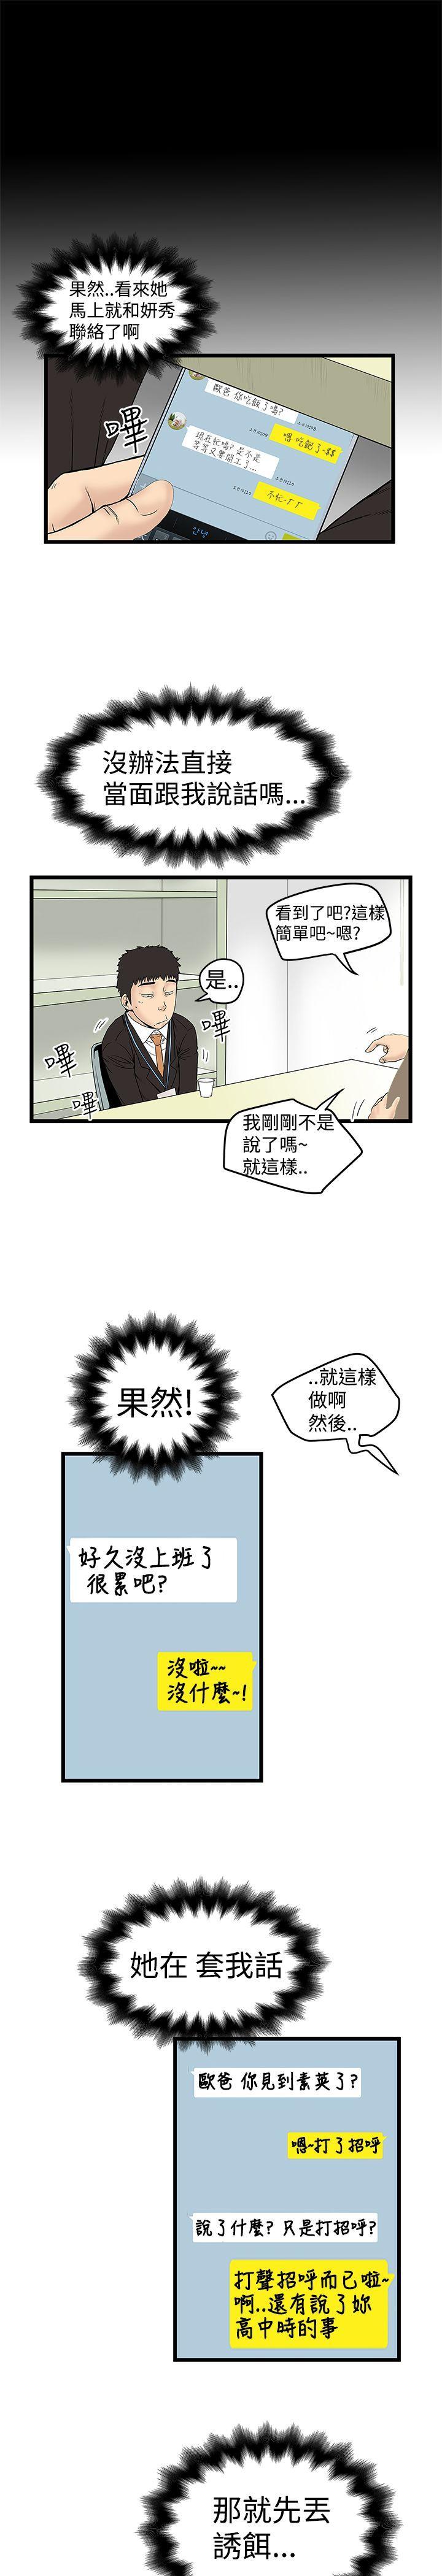 果然..看來她
馬上就和妍秀
聯絡了啊
嗶
歐爸 你吃飯了嗎?
嗯 吃飽了~$$
現在忙嗎? 是不是
等等又要開工了...
不忙~ㄏㄏ
沒辦法直接
當面跟我說話嗎...
看到了吧?這樣
簡單吧~嗯?
是..
嗶
嗶
嗶
我剛剛不是
說了嗎~
就這樣..
果然!
..就這樣
做啊
然後..
好久沒上班了
很累吧?
沒啦~~
沒什麼~!
她在 套我話
歐爸 你見到素英了?
嗯~打了招呼
說了什麼? 只是打招呼?
打聲招呼而已啦~
啊..還有說了妳
高中時的事
那就先丟
誘餌...